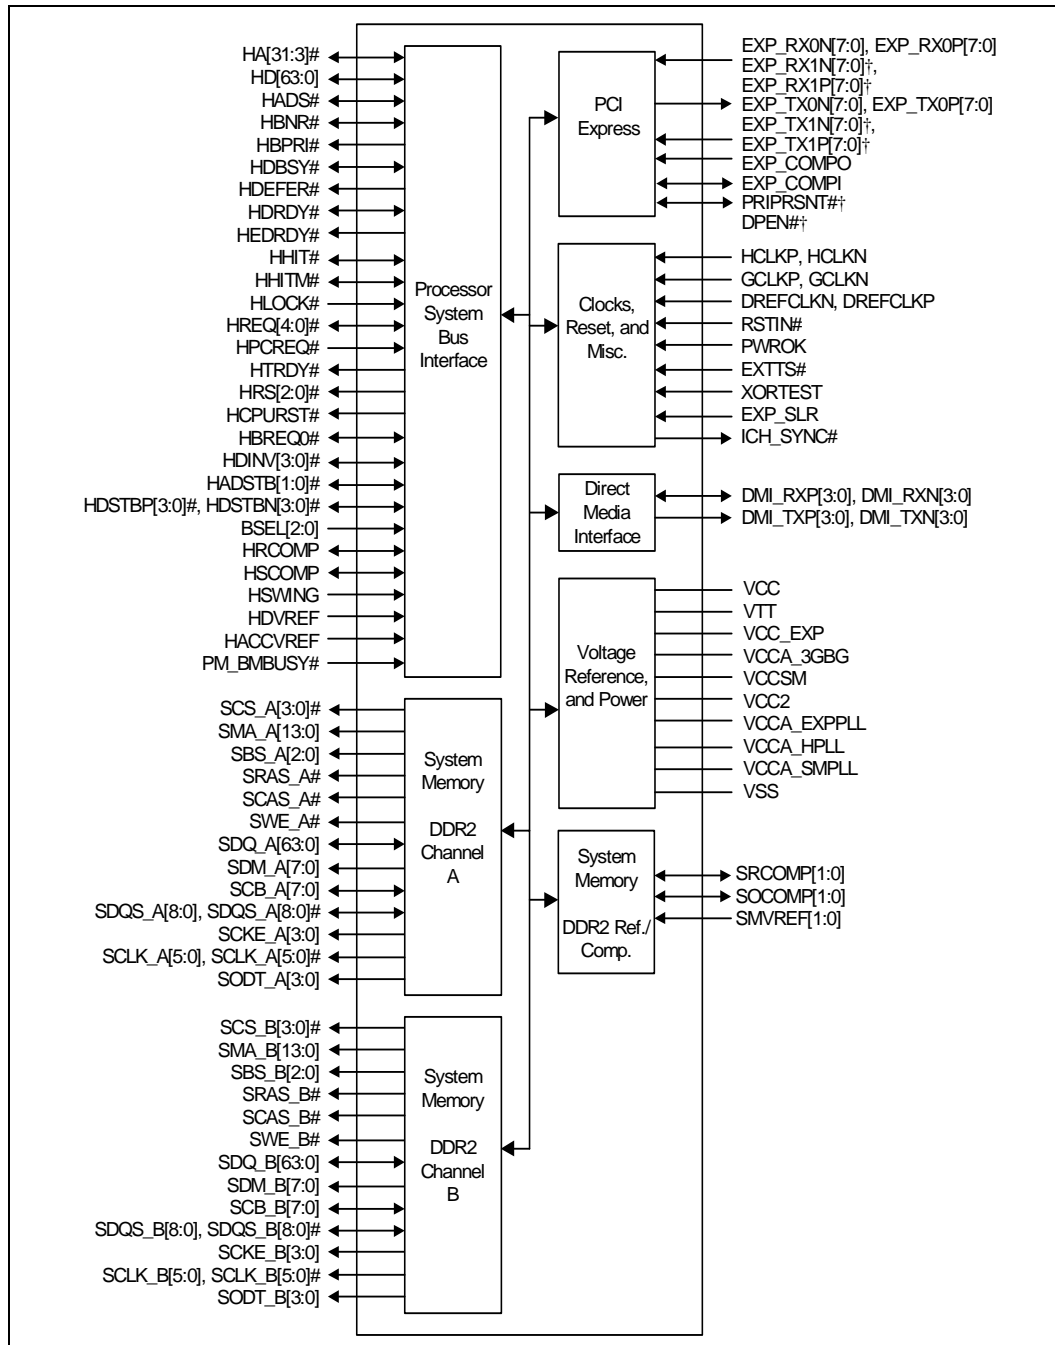 HA[31:3]#
HD[63:0]
HADS#
HBNR#
HBPRI#
HDBSY#
HDEFER#
HDRDY#
HEDRDY#
HHIT#
HHITM#
HLOCK#
HREQ[4:0]#
HPCREQ#
HTRDY#
HRS[2:0]#
HCPURST#
HBREQ0#
HDINV[3:0]#
HADSTB[1:0]#
HDSTBP[3:0]#, HDSTBN[3:0]#
BSEL[2:0]
HRCOMP
HSCOMP
HSWING
HDVREF
HACCVREF
PM_BMBUSY#
Processor
System
Bus
Interface
SCS_A[3:0]#
SMA_A[13:0]
SBS_A[2:0]
SRAS_A#
SCAS_A#
SWE_A#
SDQ_A[63:0]
SDM_A[7:0]
SCB_A[7:0]
SDQS_A[8:0], SDQS_A[8:0]#
SCKE_A[3:0]
SCLK_A[5:0], SCLK_A[5:0]#
SODT_A[3:0]
System
Memory
DDR2
Channel
A
SCS_B[3:0]#
SMA_B[13:0]
SBS_B[2:0]
SRAS_B#
SCAS_B#
SWE_B#
SDQ_B[63:0]
SDM_B[7:0]
SCB_B[7:0]
SDQS_B[8:0], SDQS_B[8:0]#
SCKE_B[3:0]
SCLK_B[5:0], SCLK_B[5:0]#
SODT_B[3:0]
System
Memory
DDR2
Channel
B
PCI
Express
EXP_RX0N[7:0], EXP_RX0P[7:0]
EXP_RX1N[7:0]†,
EXP_RX1P[7:0]†
EXP_TX0N[7:0], EXP_TX0P[7:0]
EXP_TX1N[7:0]†,
EXP_TX1P[7:0]†
EXP_COMPO
EXP_COMPI
PRIPRSNT#†
DPEN#†
Clocks,
Reset, and
Misc.
HCLKP, HCLKN
GCLKP, GCLKN
DREFCLKN, DREFCLKP
RSTIN#
PWROK
EXTTS#
XORTEST
EXP_SLR
ICH_SYNC#
Direct
Media
Interface
DMI_RXP[3:0], DMI_RXN[3:0]
DMI_TXP[3:0], DMI_TXN[3:0]
Voltage
Reference,
and Power
VCC
VTT
VCC_EXP
VCCA_3GBG
VCCSM
VCC2
VCCA_EXPPLL
VCCA_HPLL
VCCA_SMPLL
VSS
System
Memory
DDR2 Ref./
Comp.
SRCOMP[1:0]
SOCOMP[1:0]
SMVREF[1:0]